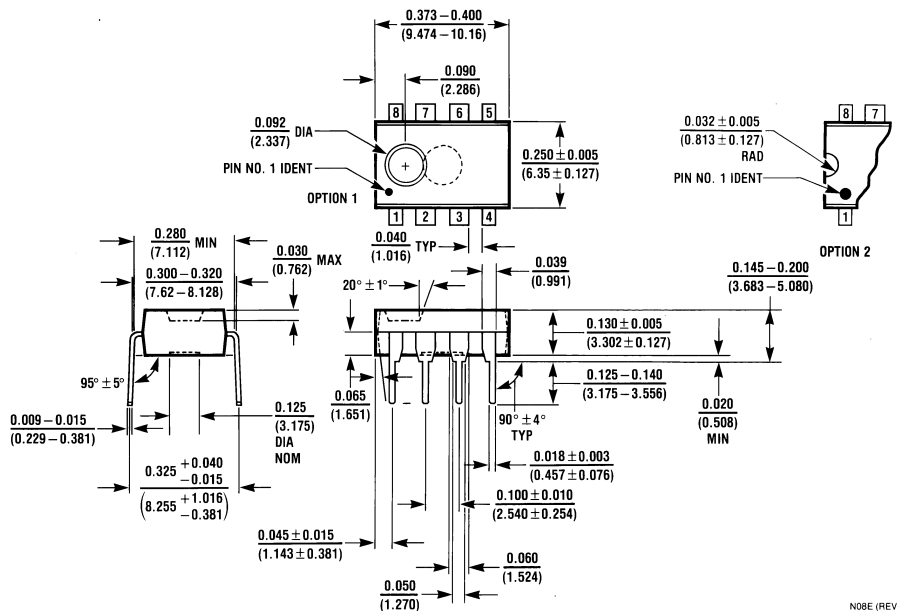 0.373 – 0.400
(9.474 – 10.16)
0.090
(2.286)
8 7 6 5
0.092 DIA
(2.337)
PIN NO. 1 IDENT
OPTION 1
0.250 ± 0.005
(6.35 ± 0.127)
1 2 3 4
0.032 ± 0.005
(0.813 ± 0.127)
RAD
PIN NO. 1 IDENT
8 7
1
OPTION 2
0.280 MIN
(7.112)
0.300 – 0.320
(7.62 – 8.128)
0.030 MAX
(0.762)
0.040 TYP
(1.016)
0.039
(0.991)
20° ± 1°
0.145 – 0.200
(3.683 – 5.080)
0.130 ± 0.005
(3.302 ± 0.127)
0.125 – 0.140
(3.175 – 3.556)
0.020
(0.508)
MIN
95° ± 5°
0.009 – 0.015
(0.229 – 0.381)
0.125
(3.175)
DIA
NOM
0.065
(1.651)
90° ± 4°
TYP
0.018 ± 0.003
(0.457 ± 0.076)
0.325 +0.040
−0.015
(8.255 +1.016
−0.381)
0.100 ± 0.010
(2.540 ± 0.254)
0.045 ± 0.015
(1.143 ± 0.381)
0.060
(1.524)
0.050
(1.270)
N08E (REV